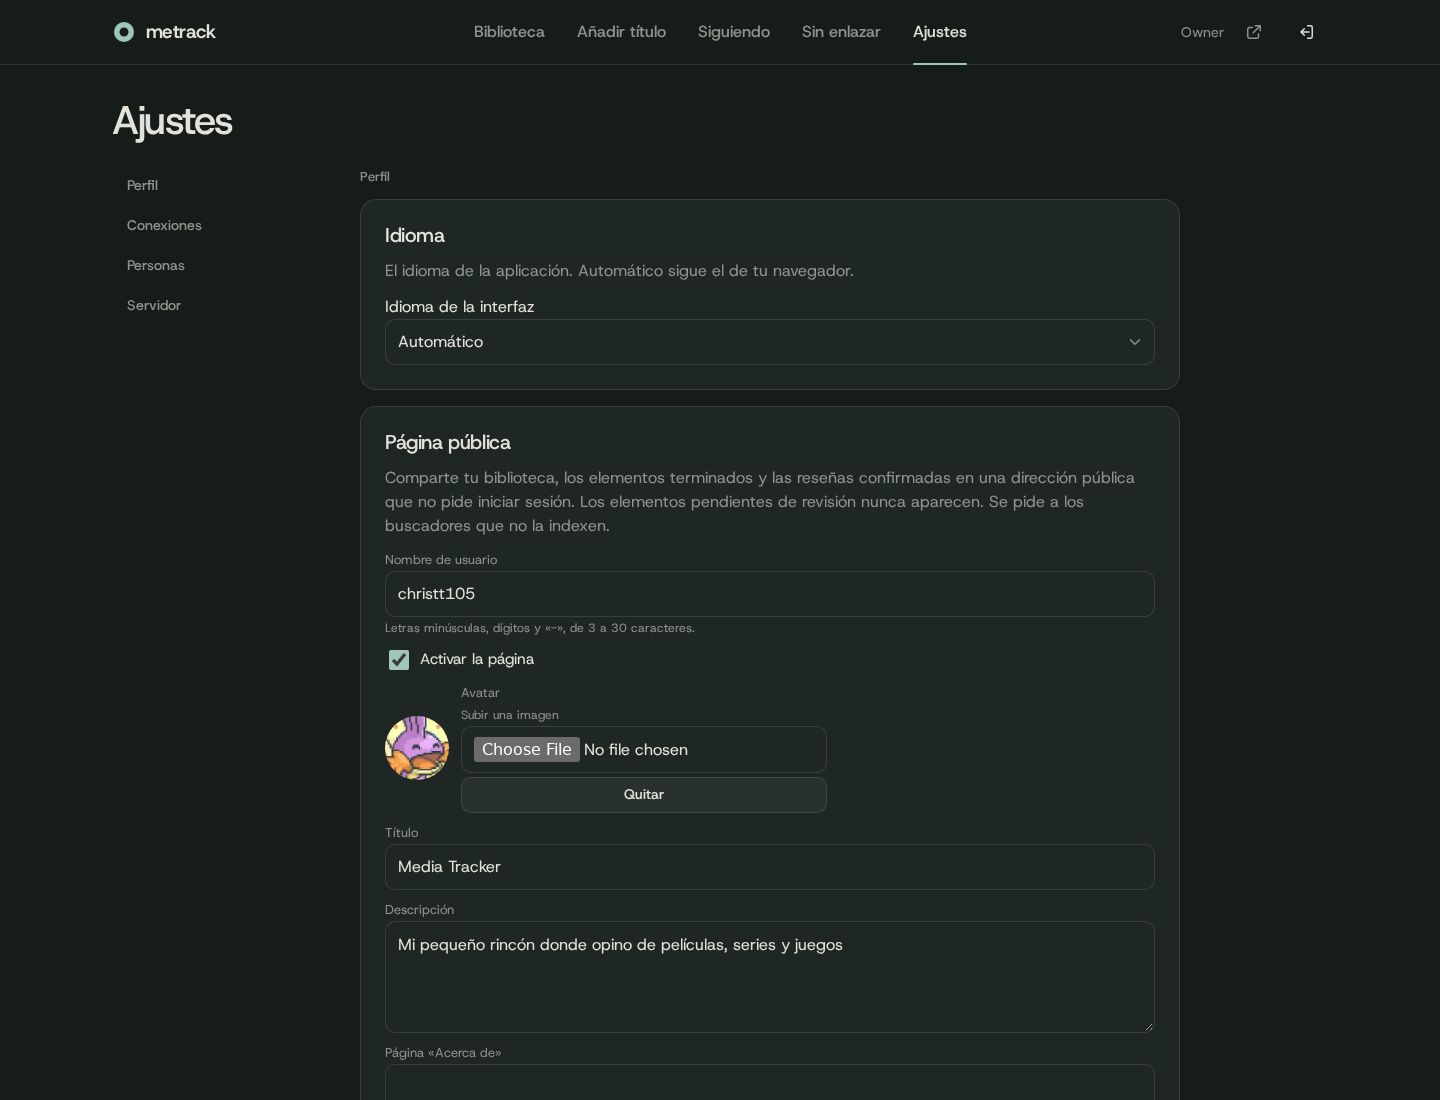 metrack
Biblioteca
Añadir título
Siguiendo
Sin enlazar
Ajustes
Owner
Ajustes
Perfil
Conexiones
Personas
Servidor
Perfil
Idioma
El idioma de la aplicación. Automático sigue el de tu navegador.
Idioma de la interfaz
Automático
Página pública
Comparte tu biblioteca, los elementos terminados y las reseñas confirmadas en una dirección pública
que no pide iniciar sesión. Los elementos pendientes de revisión nunca aparecen. Se pide a los
buscadores que no la indexen.
Nombre de usuario
christt105
Letras minúsculas, dígitos y «-», de 3 a 30 caracteres.
Activar la página
Avatar
Subir una imagen
Choose File No file chosen
Quitar
Título
Media Tracker
Descripción
Mi pequeño rincón donde opino de películas, series y juegos
Página «Acerca de»